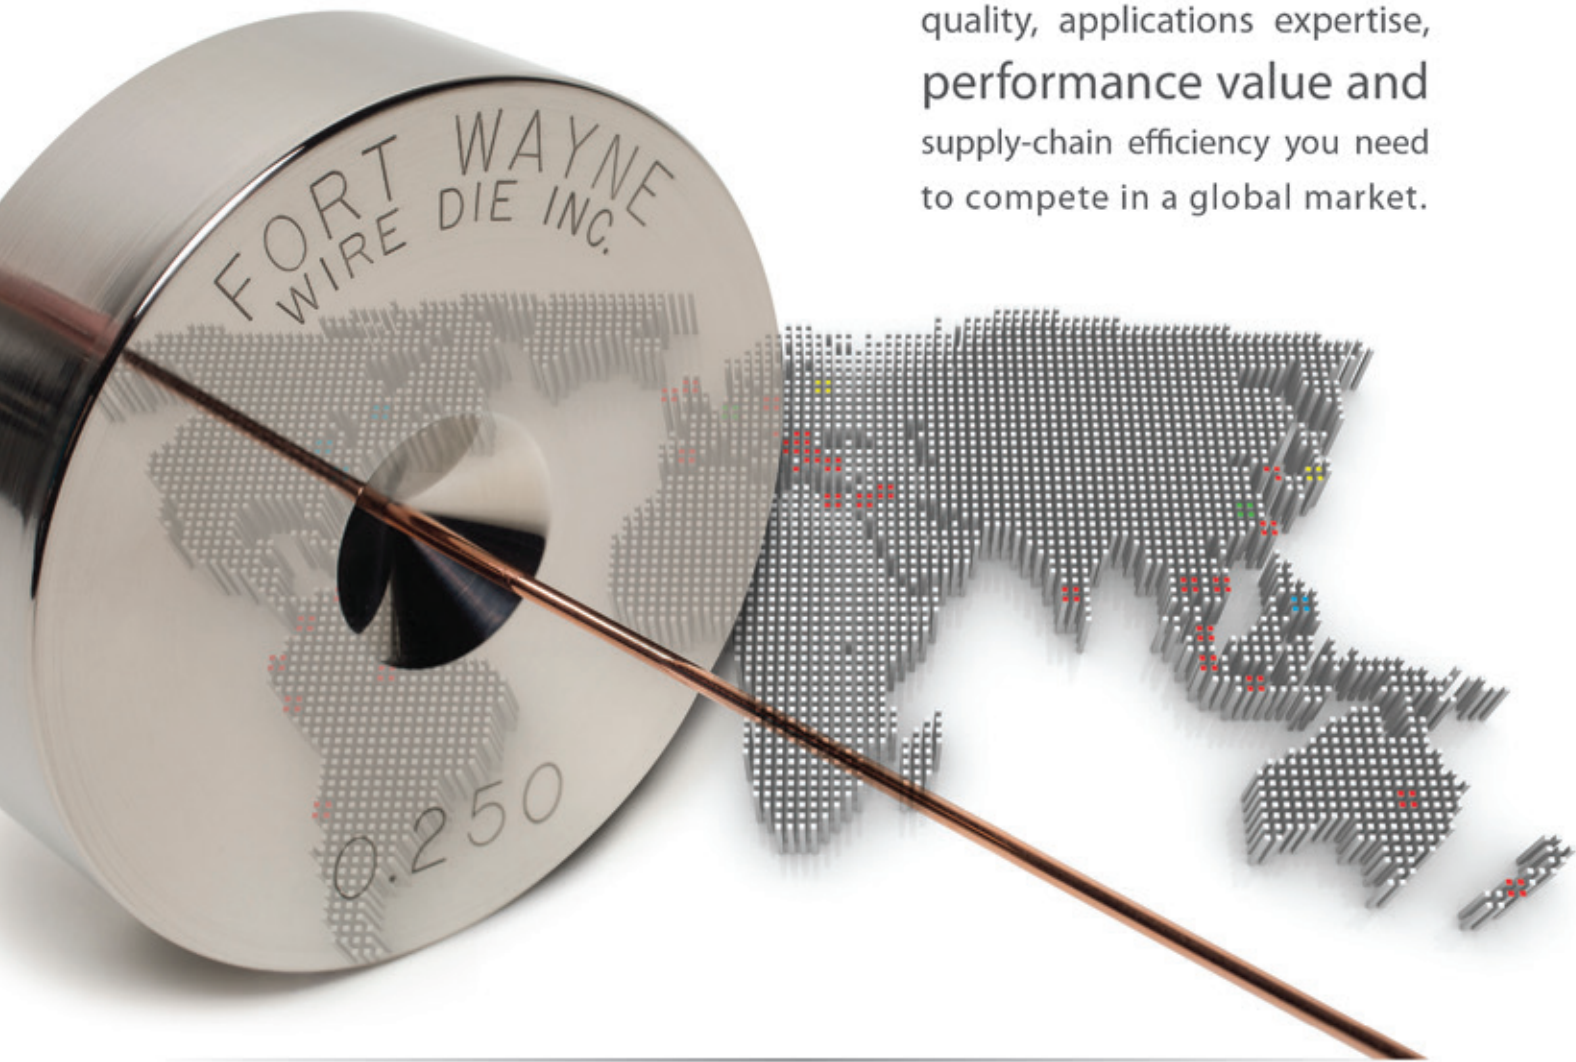 quality, applications expertise,
performance value and
supply-chain efficiency you need
to compete in a global market.
FORT WAYNE
WIRE DIE INC.
0.250